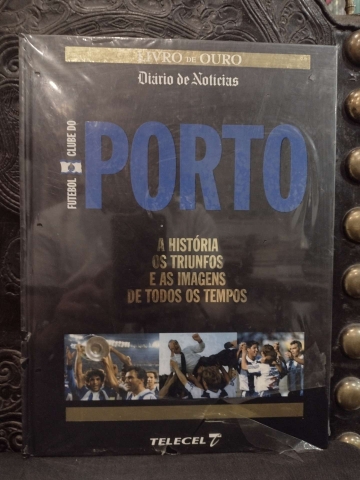 LIVRO DE OURO
Diário de Notícias
FUTEBOL CLUBE DO
PORTO
A HISTÓRIA
OS TRIUNFOS
E AS IMAGENS
DE TODOS OS TEMPOS
TELECEL